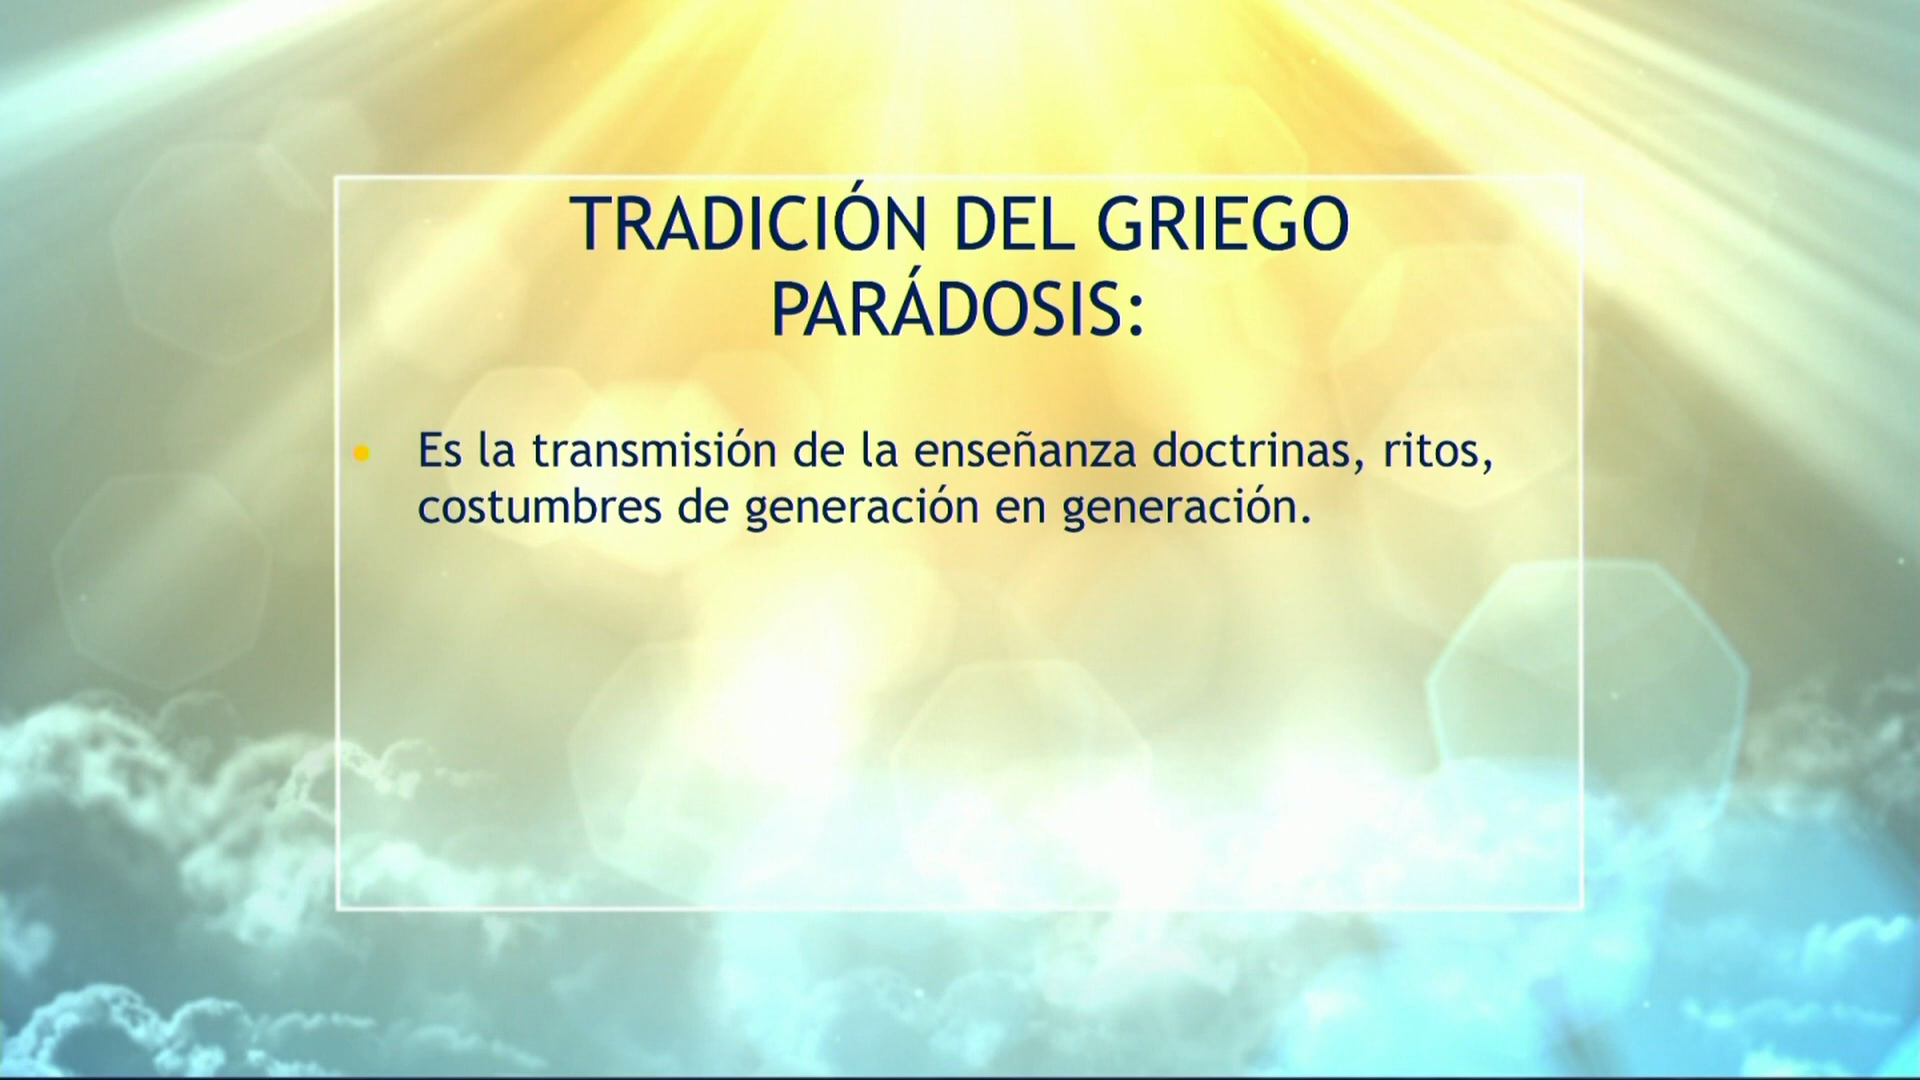 TRADICIÓN DEL GRIEGO
PARÁDOSIS:
Es la transmisión de la enseñanza doctrinas, ritos,
costumbres de generación en generación.